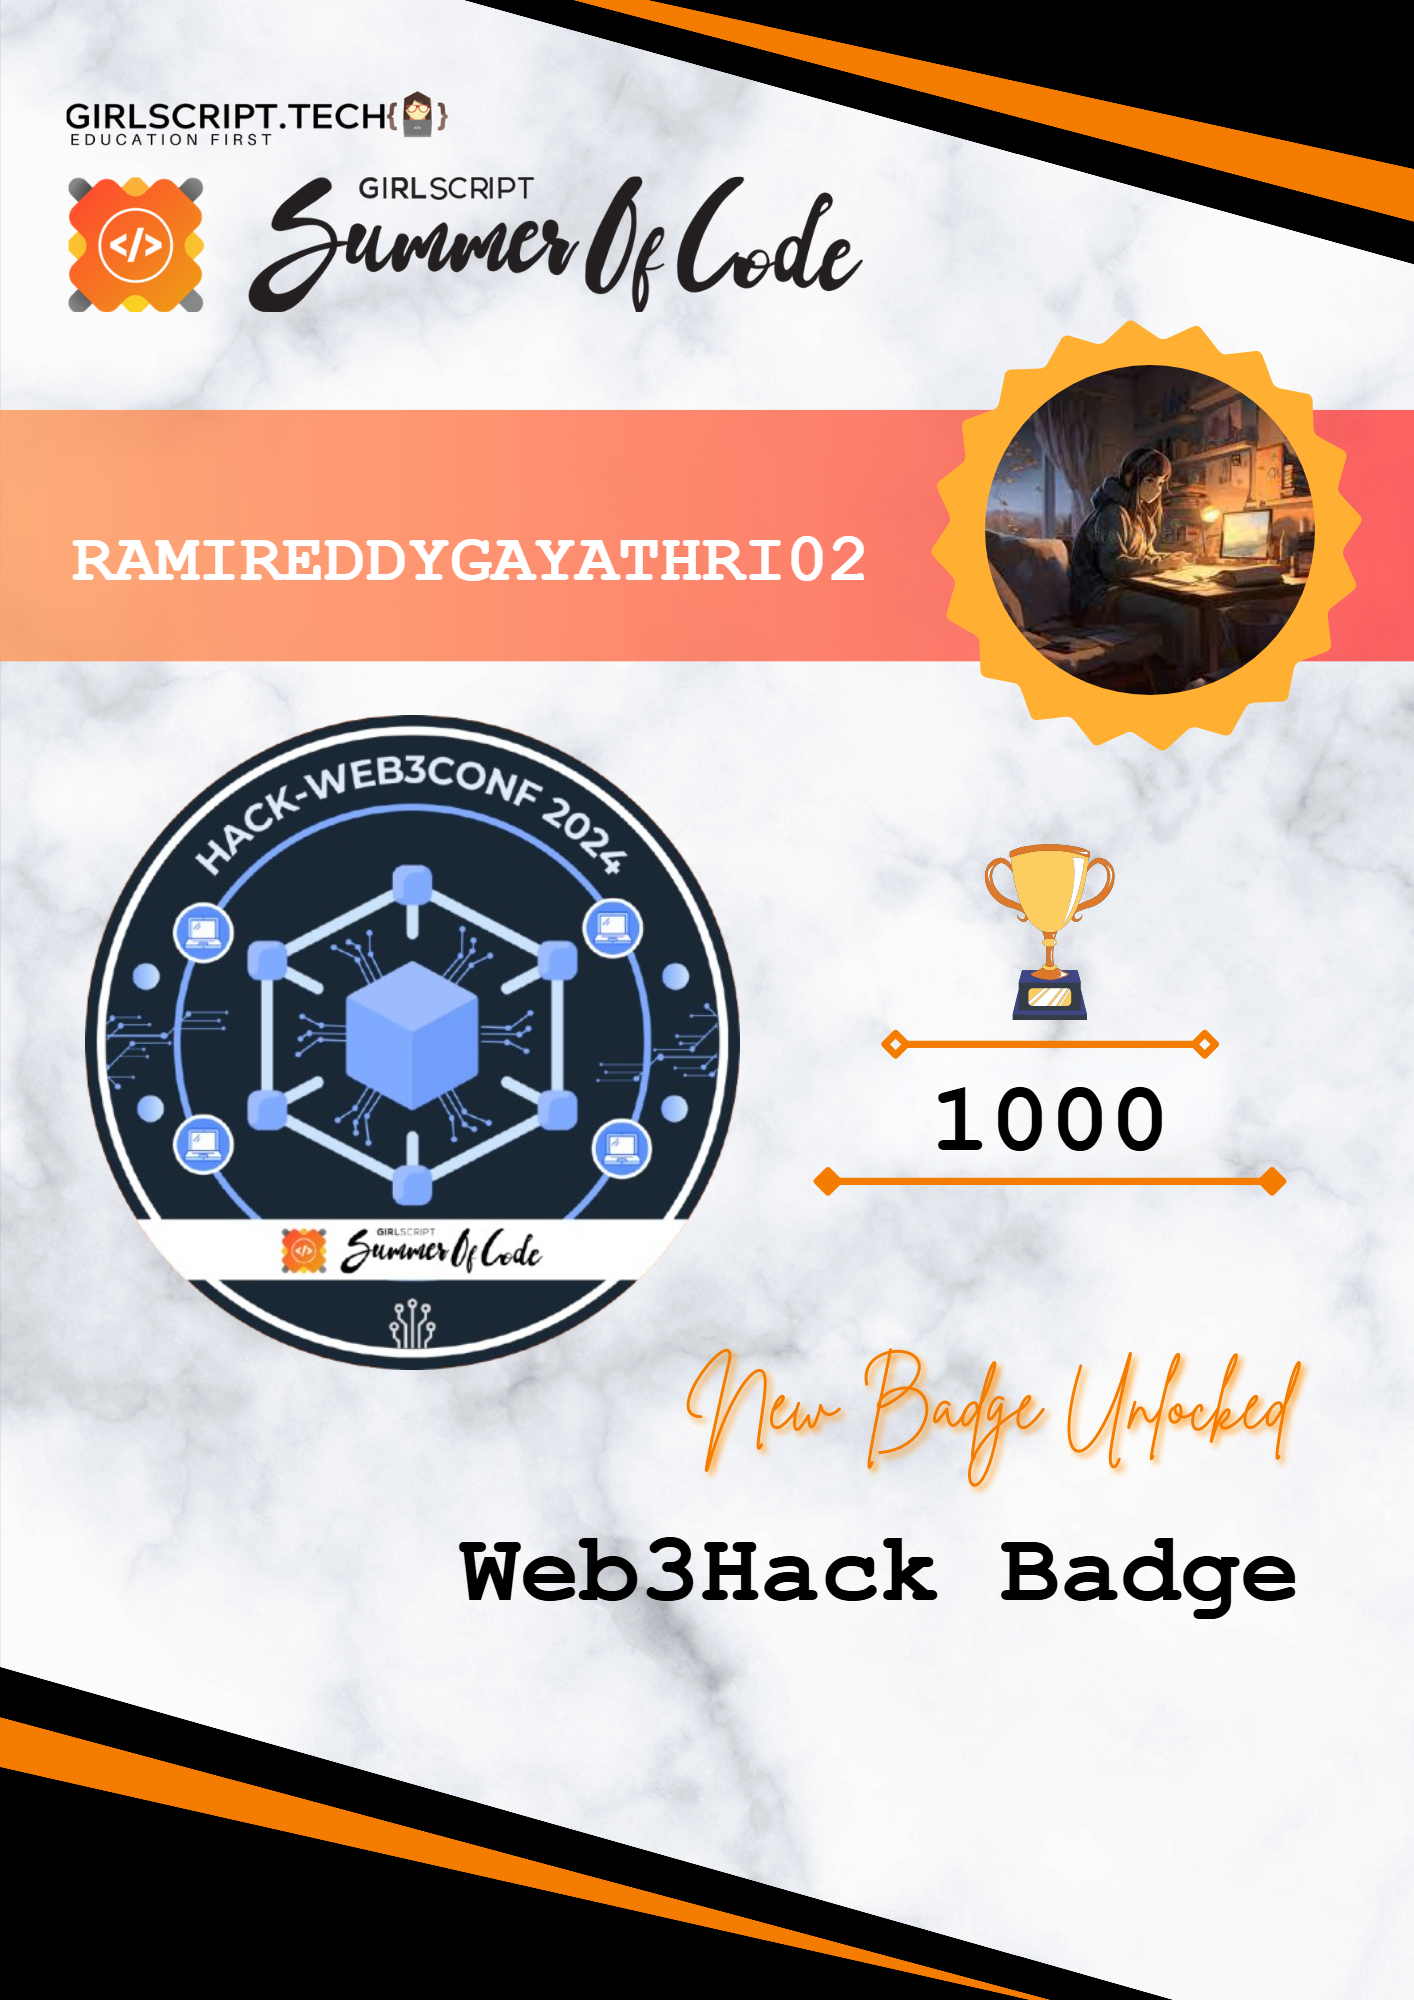 GIRLSCRIPT.TECH{ }
EDUCATION FIRST
</>
GIRLSCRIPT
Summer Of Code
RAMIREDDYGAYATHRI02
HACK-WEB3CONF 2024
1000
</>
GIRLSCRIPT
Summer Of Code
New Badge Unlocked
Web3Hack Badge